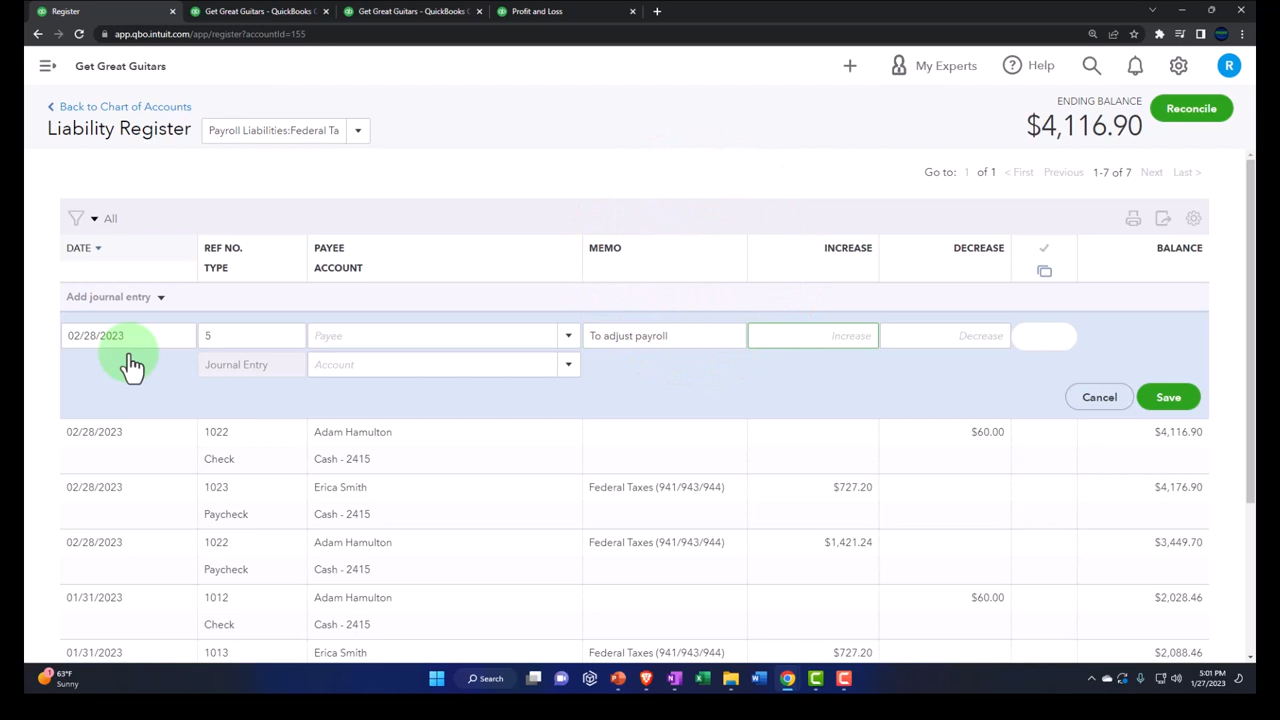 Register
Get Great Guitars - QuickBooks
Get Great Guitars - QuickBooks
Profit and Loss
app.qbo.intuit.com/app/register?accountId=155
Get Great Guitars
My Experts
Help
R
Back to Chart of Accounts
Liability Register
Payroll Liabilities:Federal Ta
ENDING BALANCE
$4,116.90
Reconcile
Go to: 1 of 1 < First Previous 1-7 of 7 Next Last >
All
DATE REF NO. PAYEE MEMO INCREASE DECREASE BALANCE
TYPE ACCOUNT
Add journal entry
02/28/2023 5 Payee To adjust payroll Increase Decrease
Journal Entry Account
Cancel Save
02/28/2023 1022 Adam Hamulton $60.00 $4,116.90
Check Cash - 2415
02/28/2023 1023 Erica Smith Federal Taxes (941/943/944) $727.20 $4,176.90
Paycheck Cash - 2415
02/28/2023 1022 Adam Hamulton Federal Taxes (941/943/944) $1,421.24 $3,449.70
Paycheck Cash - 2415
01/31/2023 1012 Adam Hamulton $60.00 $2,028.46
Check Cash - 2415
01/31/2023 1013 Erica Smith Federal Taxes (941/943/944) $727.20 $2,088.46
63°F
Sunny
Search
5:01 PM
1/27/2023